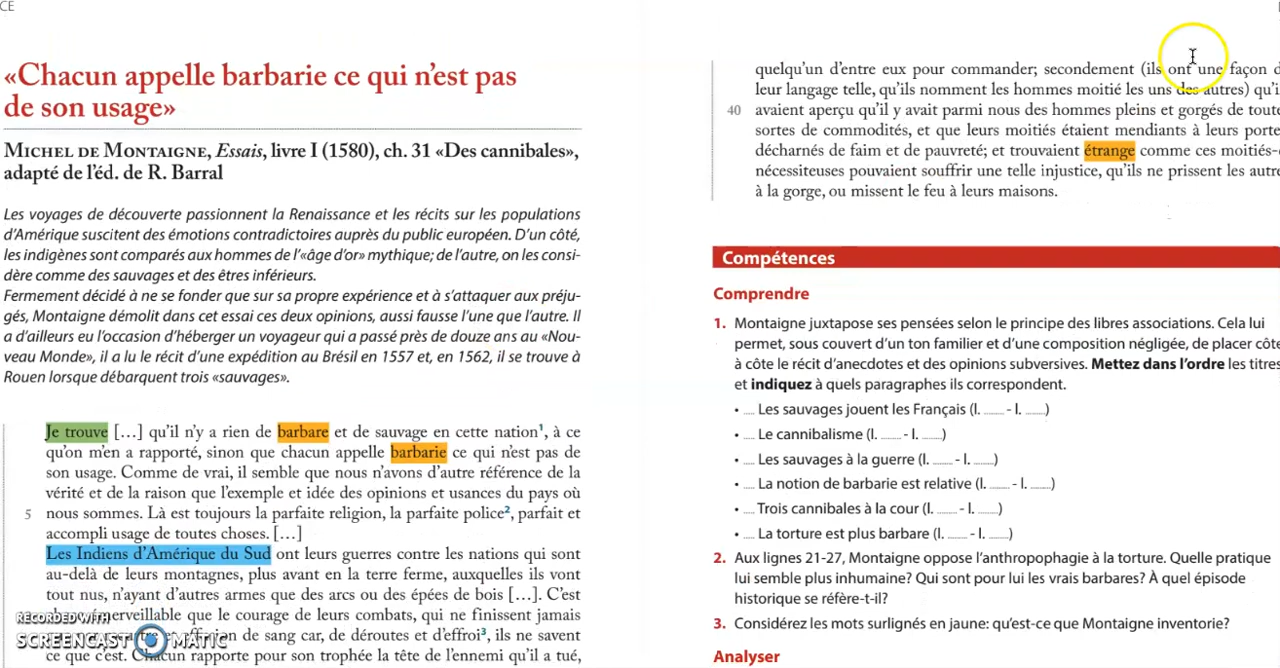 CE
«Chacun appelle barbarie ce qui n'est pas
de son usage»
MICHEL DE MONTAIGNE, Essais, livre I (1580), ch. 31 «Des cannibales»,
adapté de l'éd. de R. Barral
Les voyages de découverte passionnent la Renaissance et les récits sur les populations
d'Amérique suscitent des émotions contradictoires auprès du public européen. D'un côté,
les indigènes sont comparés aux hommes de l'«âge d'or» mythique; de l'autre, on les consi-
dère comme des sauvages et des êtres inférieurs.
Fermement décidé à ne se fonder que sur sa propre expérience et à s'attaquer aux préju-
gés, Montaigne démolit dans cet essai ces deux opinions, aussi fausse l'une que l'autre. Il
a d'ailleurs eu l'occasion d'héberger un voyageur qui a passé près de douze ans au «Nou-
veau Monde», il a lu le récit d'une expédition au Brésil en 1557 et, en 1562, il se trouve à
Rouen lorsque débarquent trois «sauvages».
Je trouve […] qu'il n'y a rien de barbare et de sauvage en cette nation¹, à ce
qu'on m'en a rapporté, sinon que chacun appelle barbarie ce qui n'est pas de
son usage. Comme de vrai, il semble que nous n'avons d'autre référence de la
vérité et de la raison que l'exemple et idée des opinions et usances du pays où
5 nous sommes. Là est toujours la parfaite religion, la parfaite police², parfait et
accompli usage de toutes choses. […]
Les Indiens d'Amérique du Sud ont leurs guerres contre les nations qui sont
au-delà de leurs montagnes, plus avant en la terre ferme, auxquelles ils vont
tout nus, n'ayant d'autres armes que des arcs ou des épées de bois […]. C'est
merveillable que le courage de leurs combats, qui ne finissent jamais
de sang car, de déroutes et d'effroi³, ils ne savent
ce que c'est. Chacun rapporte pour son trophée la tête de l'ennemi qu'il a tué,
RECORDED WITH
SCREENCAST MATIC
quelqu'un d'entre eux pour commander; secondement (ils ont une façon
leur langage telle, qu'ils nomment les hommes moitié les uns des autres)
40 avaient aperçu qu'il y avait parmi nous des hommes pleins et gorgés de
sortes de commodités, et que leurs moitiés étaient mendiants à leurs
décharnés de faim et de pauvreté; et trouvaient étrange comme ces
nécessiteuses pouvaient souffrir une telle injustice, qu'ils ne prissent les
à la gorge, ou missent le feu à leurs maisons.
Compétences
Comprendre
1. Montaigne juxtapose ses pensées selon le principe des libres associations. Cela lui
permet, sous couvert d'un ton familier et d'une composition négligée, de placer côte
à côte le récit d'anecdotes et des opinions subversives. Mettez dans l'ordre les titres
et indiquez à quels paragraphes ils correspondent.
• ..... Les sauvages jouent les Français (l. ........ - l. ........)
• ..... Le cannibalisme (l. ........ - l. ........)
• ..... Les sauvages à la guerre (l. ........ - l. ........)
• ..... La notion de barbarie est relative (l. ........ - l. ........)
• ..... Trois cannibales à la cour (l. ........ - l. ........)
• ..... La torture est plus barbare (l. ........ - l. ........)
2. Aux lignes 21-27, Montaigne oppose l'anthropophagie à la torture. Quelle pratique
lui semble plus inhumaine? Qui sont pour lui les vrais barbares? À quel épisode
historique se réfère-t-il?
3. Considérez les mots surlignés en jaune: qu'est-ce que Montaigne inventorie?
Analyser